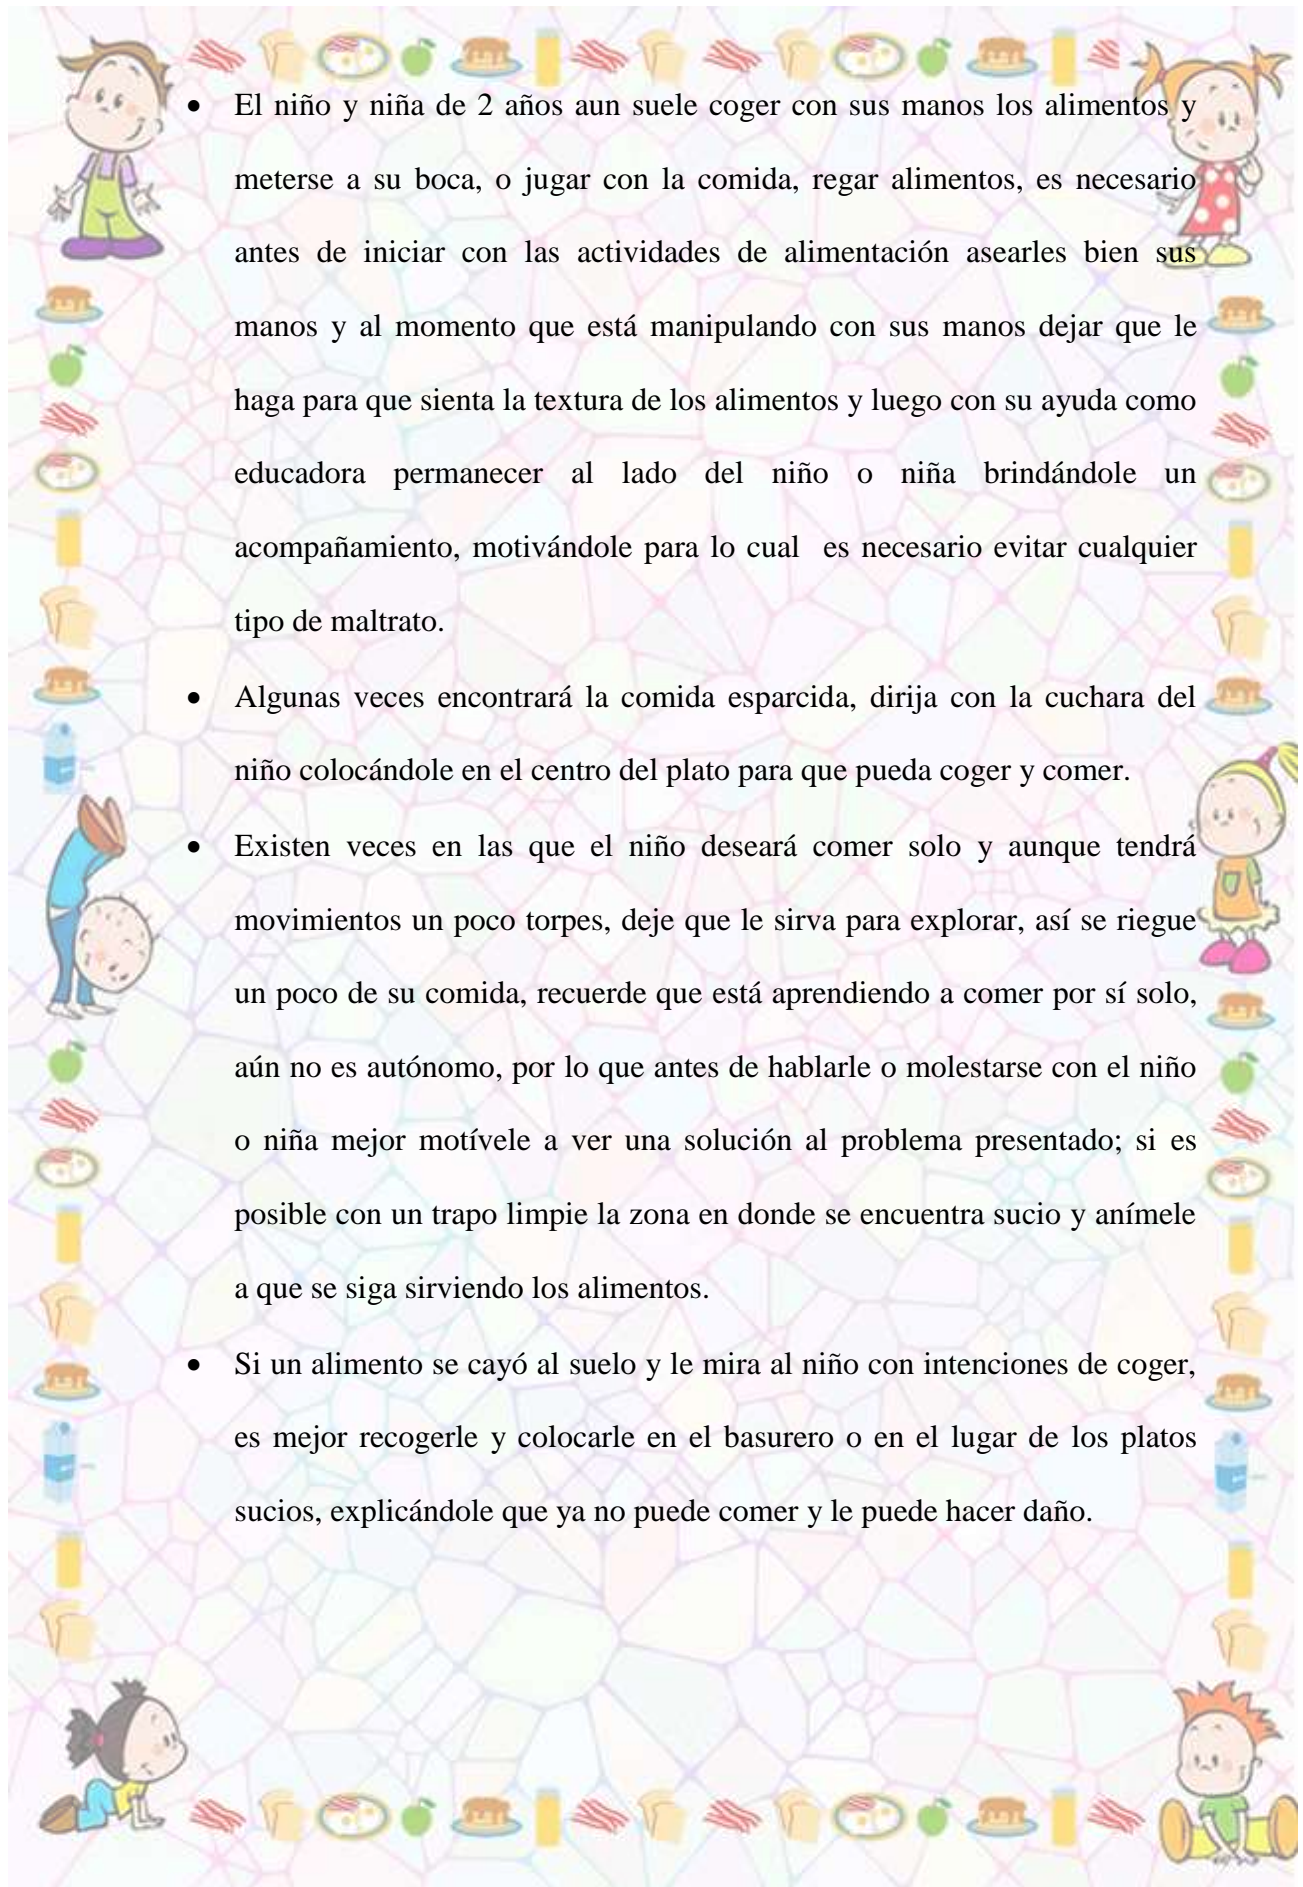 • El niño y niña de 2 años aun suele coger con sus manos los alimentos y
meterse a su boca, o jugar con la comida, regar alimentos, es necesario
antes de iniciar con las actividades de alimentación asearles bien sus
manos y al momento que está manipulando con sus manos dejar que le
haga para que sienta la textura de los alimentos y luego con su ayuda como
educadora permanecer al lado del niño o niña brindándole un
acompañamiento, motivándole para lo cual es necesario evitar cualquier
tipo de maltrato.
• Algunas veces encontrará la comida esparcida, dirija con la cuchara del
niño colocándole en el centro del plato para que pueda coger y comer.
• Existen veces en las que el niño deseará comer solo y aunque tendrá
movimientos un poco torpes, deje que le sirva para explorar, así se riegue
un poco de su comida, recuerde que está aprendiendo a comer por sí solo,
aún no es autónomo, por lo que antes de hablarle o molestarse con el niño
o niña mejor motívele a ver una solución al problema presentado; si es
posible con un trapo limpie la zona en donde se encuentra sucio y anímele
a que se siga sirviendo los alimentos.
• Si un alimento se cayó al suelo y le mira al niño con intenciones de coger,
es mejor recogerle y colocarle en el basurero o en el lugar de los platos
sucios, explicándole que ya no puede comer y le puede hacer daño.